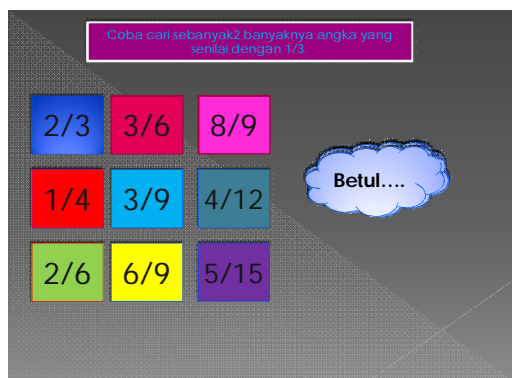 Coba cari sebanyak2 banyaknya angka yang
senilai dengan 1/3.
2/3 3/6 8/9
1/4 3/9 4/12
Betul....
2/6 6/9 5/15